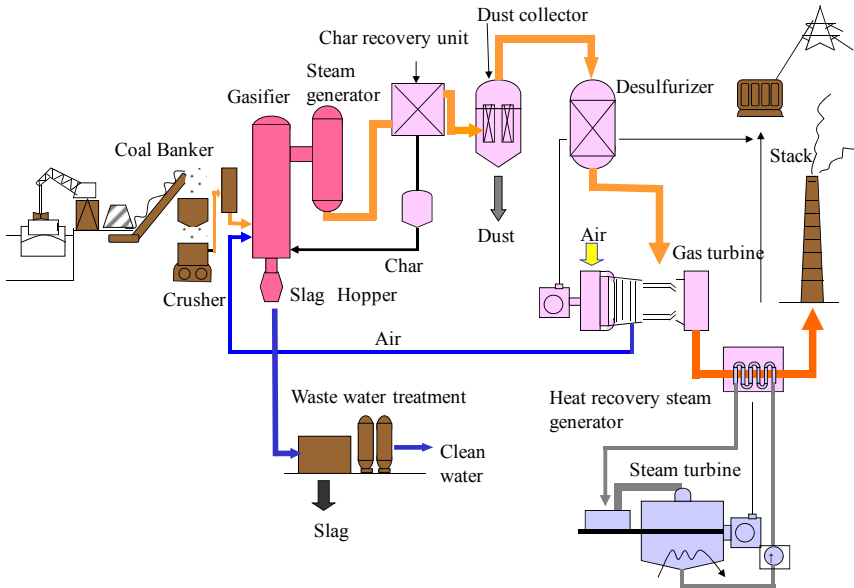 Dust collector
Char recovery unit
Steam
generator
Gasifier
Desulfurizer
Coal Banker
Stack
Dust
Air
Gas turbine
Char
Crusher
Slag Hopper
Air
Waste water treatment
Heat recovery steam
generator
Clean
water
Steam turbine
Slag